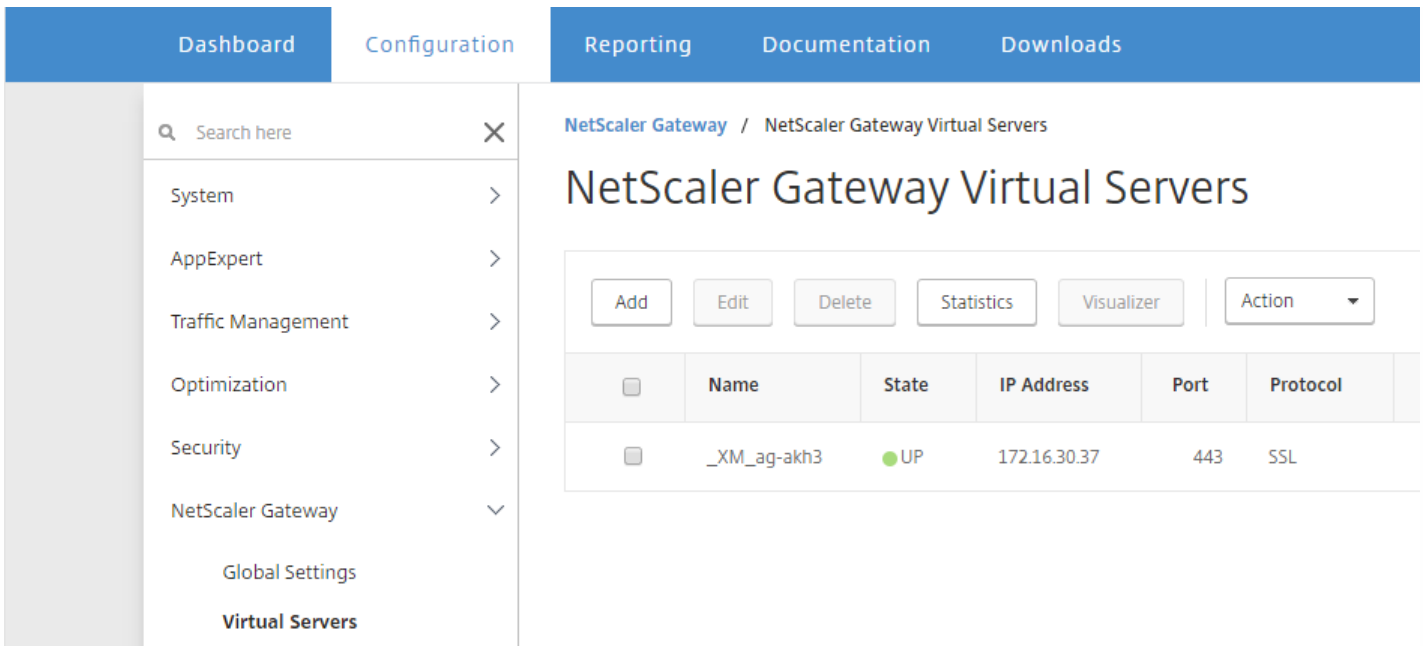 Dashboard Configuration Reporting Documentation Downloads
Search here
System
AppExpert
Traffic Management
Optimization
Security
NetScaler Gateway
Global Settings
Virtual Servers
NetScaler Gateway / NetScaler Gateway Virtual Servers
NetScaler Gateway Virtual Servers
Add Edit Delete Statistics Visualizer Action
Name State IP Address Port Protocol
_XM_ag-akh3 UP 172.16.30.37 443 SSL